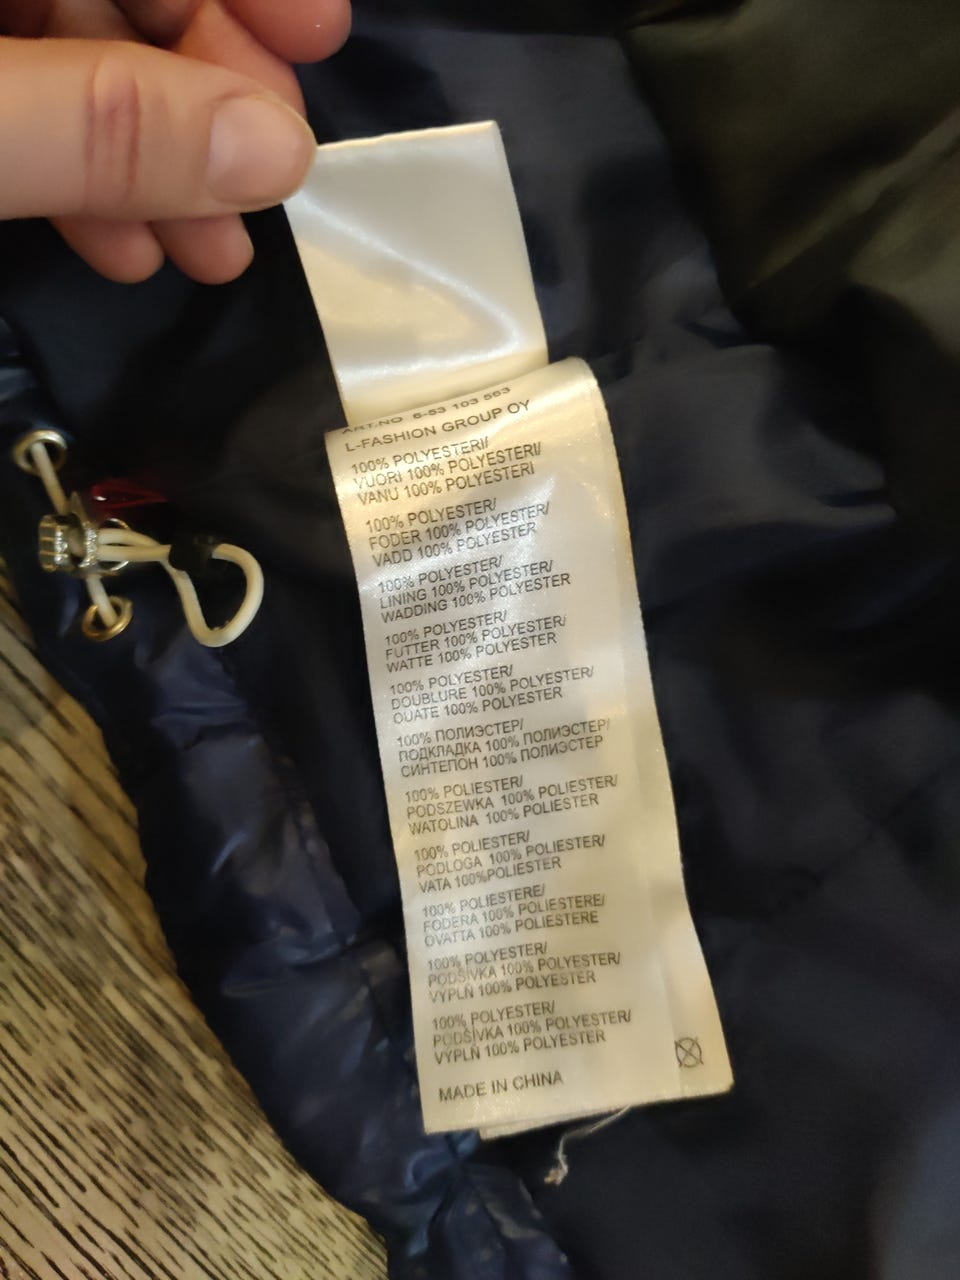 ART.NO 6-53 103 563
L-FASHION GROUP OY
100% POLYESTERI/
VUORI 100% POLYESTERI/
VANU 100% POLYESTERI
100% POLYESTER/
FODER 100% POLYESTER/
VADD 100% POLYESTER
100% POLYESTER/
LINING 100% POLYESTER/
WADDING 100% POLYESTER
100% POLYESTER/
FUTTER 100% POLYESTER/
WATTE 100% POLYESTER
100% POLYESTER/
DOUBLURE 100% POLYESTER/
OUATE 100% POLYESTER
100% ПОЛИЭСТЕР/
ПОДКЛАДКА 100% ПОЛИЭСТЕР/
СИНТЕПОН 100% ПОЛИЭСТЕР
100% POLIESTER/
PODSZEWKA 100% POLIESTER/
WATOLINA 100% POLIESTER
100% POLIESTER/
PODLOGA 100% POLIESTER/
VATA 100%POLIESTER
100% POLIESTERE/
FODERA 100% POLIESTERE/
OVATTA 100% POLIESTERE
100% POLYESTER/
PODŠÍVKA 100% POLYESTER/
VÝPLŇ 100% POLYESTER
100% POLYESTER/
PODŠÍVKA 100% POLYESTER/
VÝPLŇ 100% POLYESTER
MADE IN CHINA